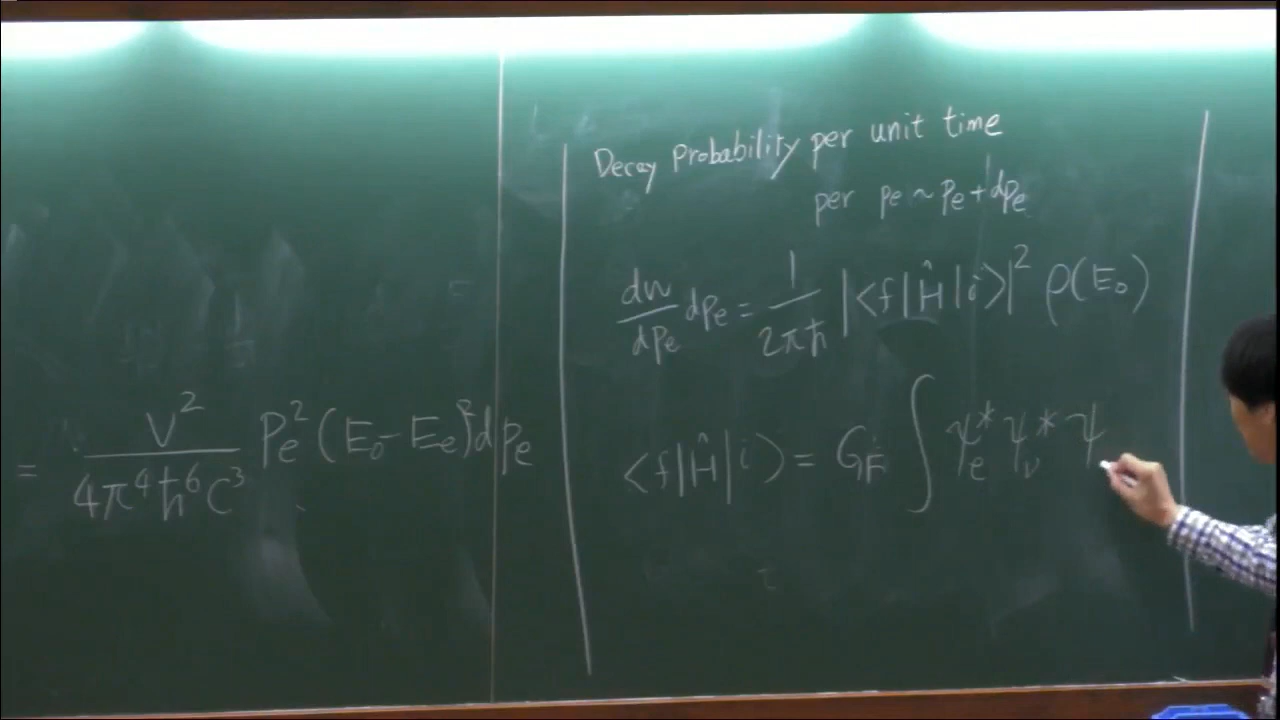 = V² / 4π⁴ħ⁶c³ Pe² (E₀ - Ee)² dpe
Decay Probability per unit time
per pe ~ pe + dpe
dw/dpe dpe = 1/2πħ |<f|Ĥ|i>|² ρ(E₀)
<f|Ĥ|i> = G_F ∫ ψe* ψν* ψ